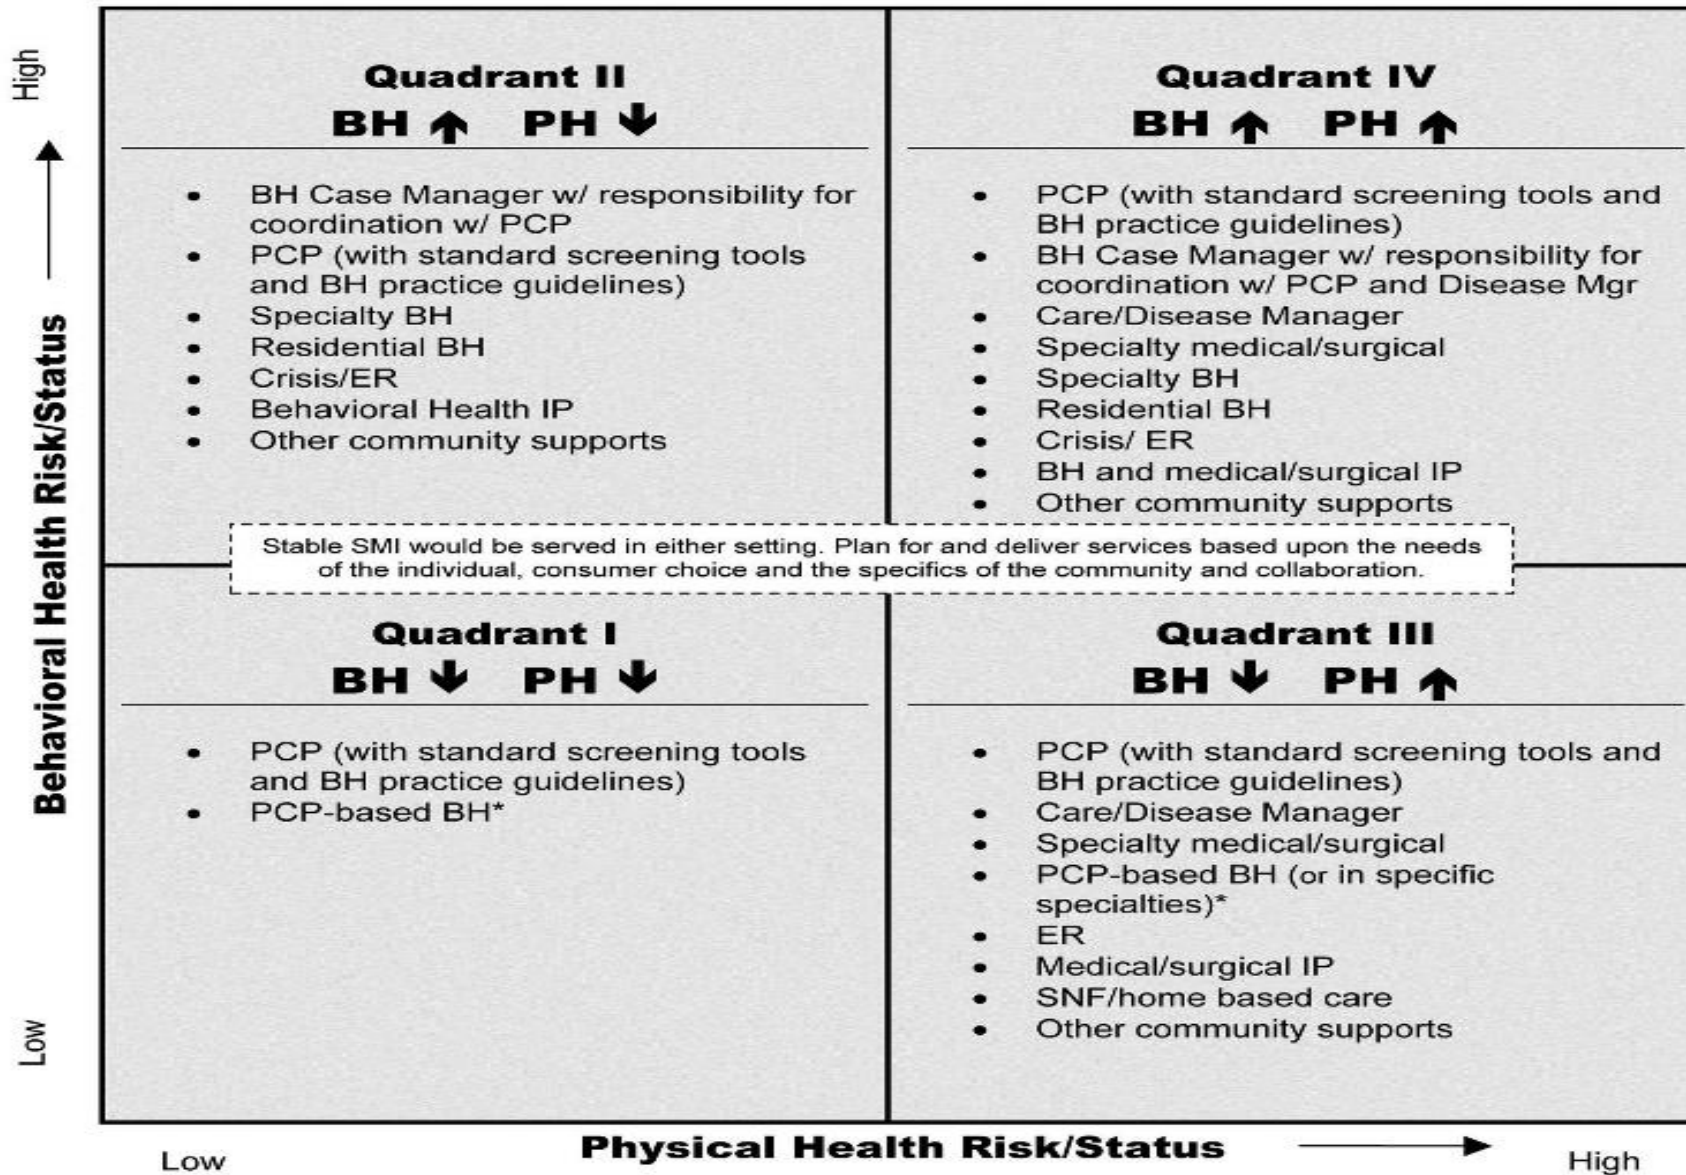 High
Behavioral Health Risk/Status
Low
Quadrant II
BH ↑ PH ↓
• BH Case Manager w/ responsibility for
coordination w/ PCP
• PCP (with standard screening tools
and BH practice guidelines)
• Specialty BH
• Residential BH
• Crisis/ER
• Behavioral Health IP
• Other community supports
Quadrant IV
BH ↑ PH ↑
• PCP (with standard screening tools and
BH practice guidelines)
• BH Case Manager w/ responsibility for
coordination w/ PCP and Disease Mgr
• Care/Disease Manager
• Specialty medical/surgical
• Specialty BH
• Residential BH
• Crisis/ ER
• BH and medical/surgical IP
• Other community supports
Stable SMI would be served in either setting. Plan for and deliver services based upon the needs
of the individual, consumer choice and the specifics of the community and collaboration.
Quadrant I
BH ↓ PH ↓
• PCP (with standard screening tools
and BH practice guidelines)
• PCP-based BH*
Quadrant III
BH ↓ PH ↑
• PCP (with standard screening tools and
BH practice guidelines)
• Care/Disease Manager
• Specialty medical/surgical
• PCP-based BH (or in specific
specialties)*
• ER
• Medical/surgical IP
• SNF/home based care
• Other community supports
Low
Physical Health Risk/Status
High